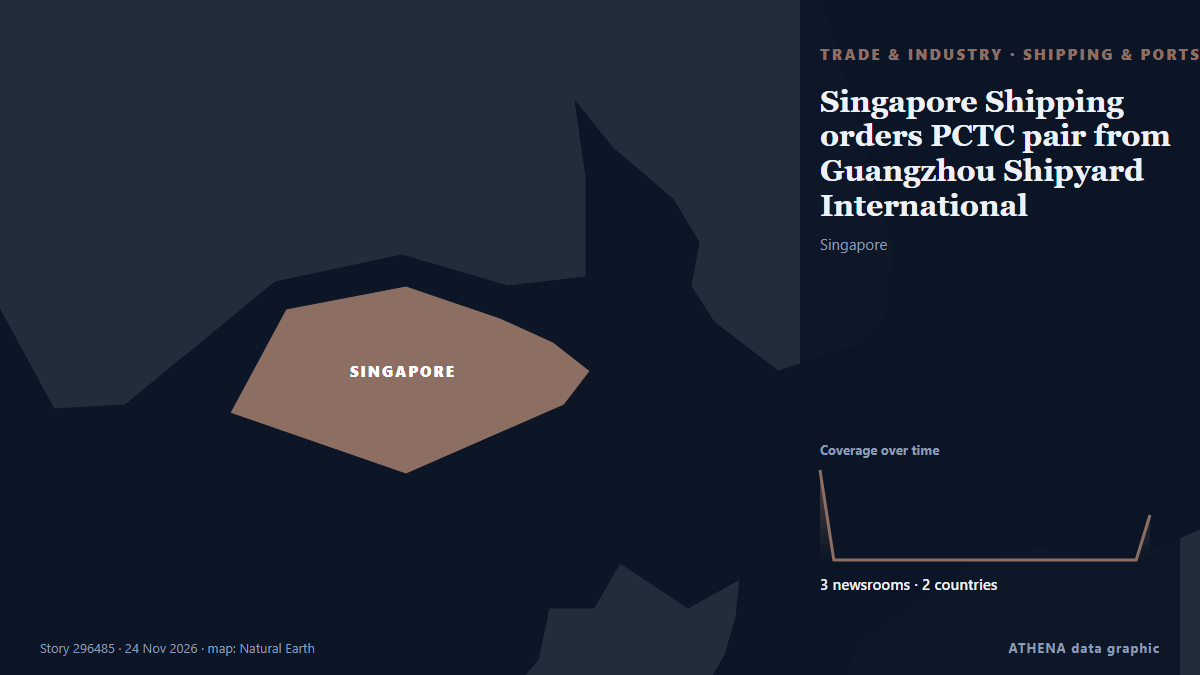 TRADE & INDUSTRY · SHIPPING & PORTS
Singapore Shipping
orders PCTC pair from
Guangzhou Shipyard
International
Singapore
SINGAPORE
Coverage over time
3 newsrooms · 2 countries
Story 296485 · 24 Nov 2026 · map: Natural Earth
ATHENA data graphic